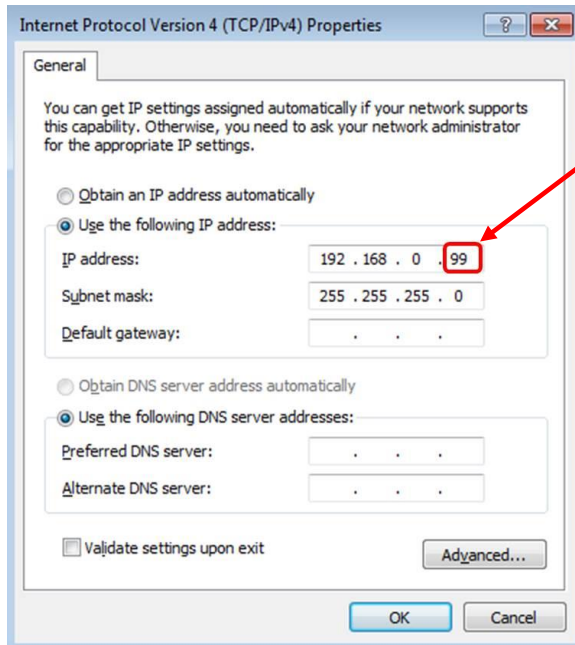 Internet Protocol Version 4 (TCP/IPv4) Properties
General
You can get IP settings assigned automatically if your network supports
this capability. Otherwise, you need to ask your network administrator
for the appropriate IP settings.
Obtain an IP address automatically
Use the following IP address:
IP address: 192 . 168 . 0 . 99
Subnet mask: 255 . 255 . 255 . 0
Default gateway: . . .
Obtain DNS server address automatically
Use the following DNS server addresses:
Preferred DNS server: . . .
Alternate DNS server: . . .
Validate settings upon exit
Advanced...
OK Cancel